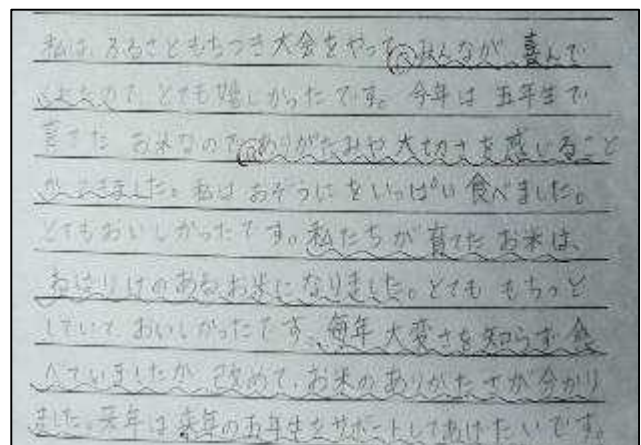 私は、ふるさともちつき大会をやって、みんなが喜んで
くれたので、とても嬉しかったです。今年は五年生で
育てたお米なので、ありがたみや大切さを感じること
ができました。私はおぞうにをいっぱい食べました。
とてもおいしかったです。私たちが育てたお米は、
ねばりけのあるお米になりました。とてももちっと
していておいしかったです。毎年大変さを知らず食
べていましたが、改めて、お米のありがたさが分かり
ました。来年は来年の五年生をサポートしてあげたいです。